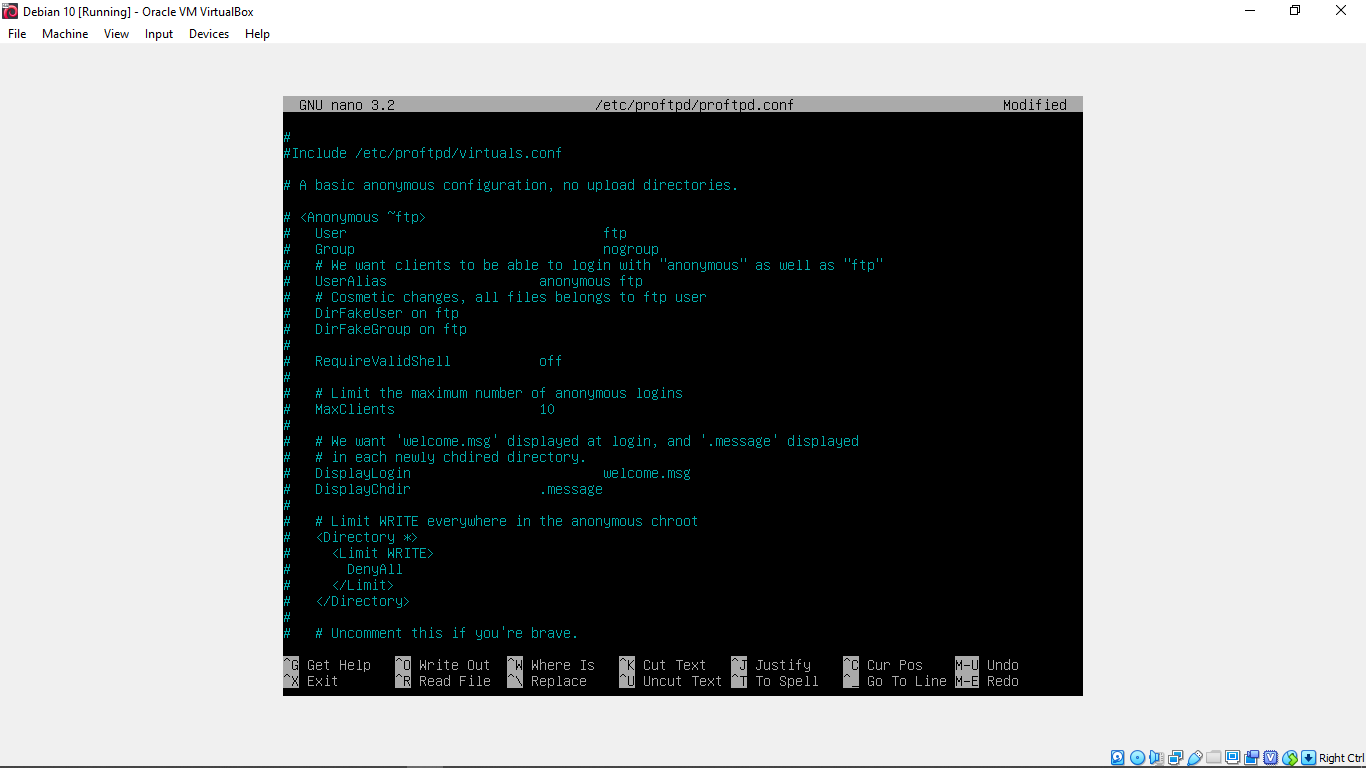 Debian 10 [Running] - Oracle VM VirtualBox
File Machine View Input Devices Help
GNU nano 3.2 /etc/proftpd/proftpd.conf Modified
#
#Include /etc/proftpd/virtuals.conf
# A basic anonymous configuration, no upload directories.
# <Anonymous ~ftp>
# User ftp
# Group nogroup
# # We want clients to be able to login with "anonymous" as well as "ftp"
# UserAlias anonymous ftp
# # Cosmetic changes, all files belongs to ftp user
# DirFakeUser on ftp
# DirFakeGroup on ftp
#
# RequireValidShell off
#
# # Limit the maximum number of anonymous logins
# MaxClients 10
#
# # We want 'welcome.msg' displayed at login, and '.message' displayed
# # in each newly chdired directory.
# DisplayLogin welcome.msg
# DisplayChdir .message
#
# # Limit WRITE everywhere in the anonymous chroot
# <Directory *>
# <Limit WRITE>
# DenyAll
# </Limit>
# </Directory>
#
# # Uncomment this if you're brave.
^G Get Help ^O Write Out ^W Where Is ^K Cut Text ^J Justify ^C Cur Pos M-U Undo
^X Exit ^R Read File ^\ Replace ^U Uncut Text ^T To Spell ^_ Go To Line M-E Redo
Right Ctrl